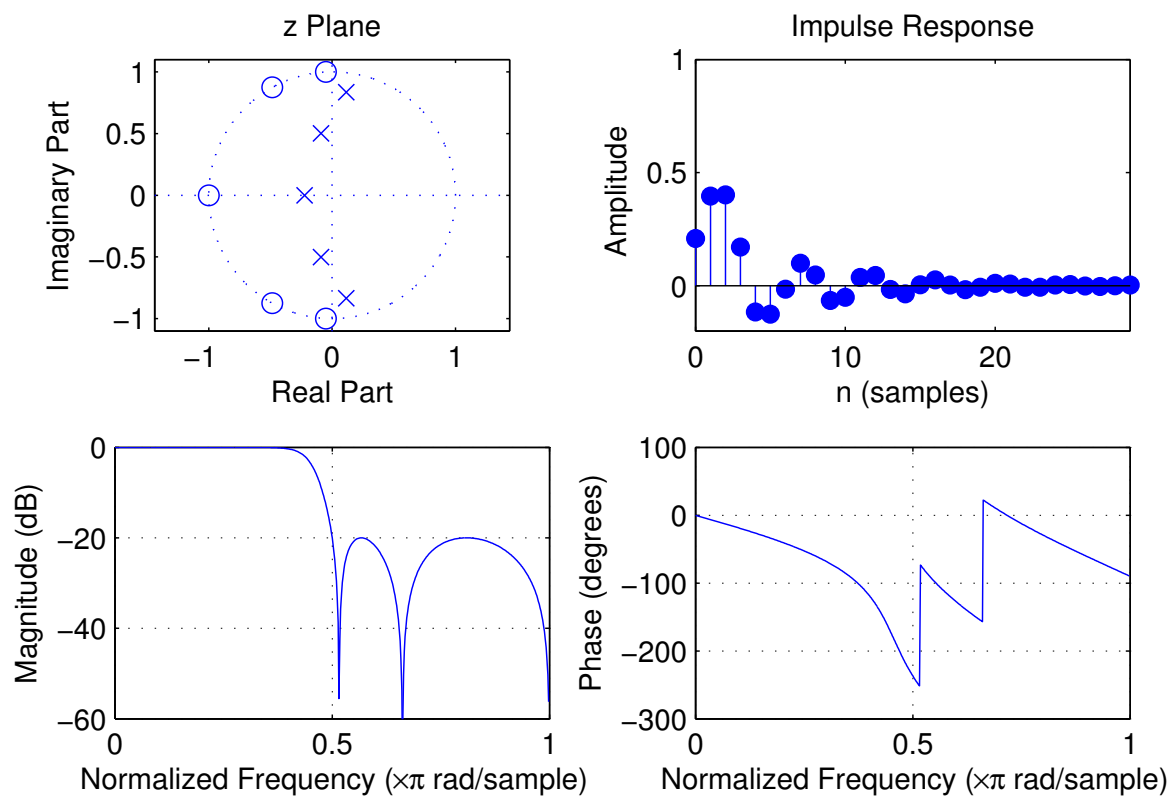 z Plane
1
0.5
0
−0.5
−1
−1
0
1
Imaginary Part
Real Part
Impulse Response
1
0.5
0
0
10
20
Amplitude
n (samples)
0
−20
−40
−60
0
0.5
1
Magnitude (dB)
Normalized Frequency (×π rad/sample)
100
0
−100
−200
−300
0
0.5
1
Phase (degrees)
Normalized Frequency (×π rad/sample)